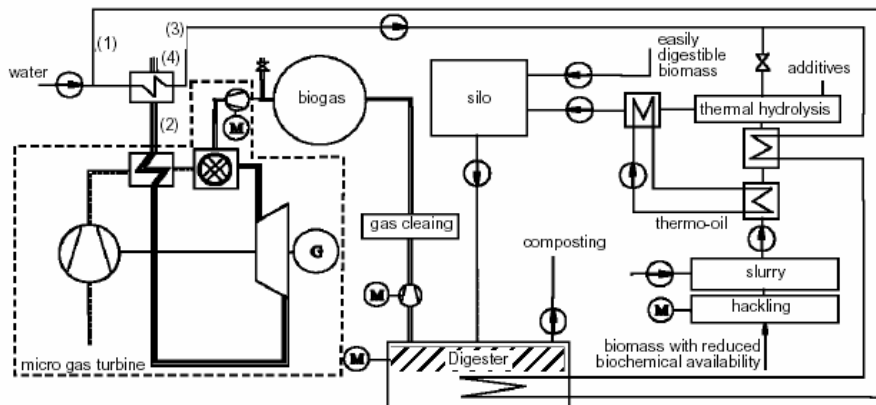 (1)
(3)
(4)
water
(2)
M
biogas
silo
easily
digestible
biomass
additives
thermal hydrolysis
thermo-oil
gas cleaing
G
composting
slurry
M
hackling
M
M
Digester
micro gas turbine
biomass with reduced
biochemical availability